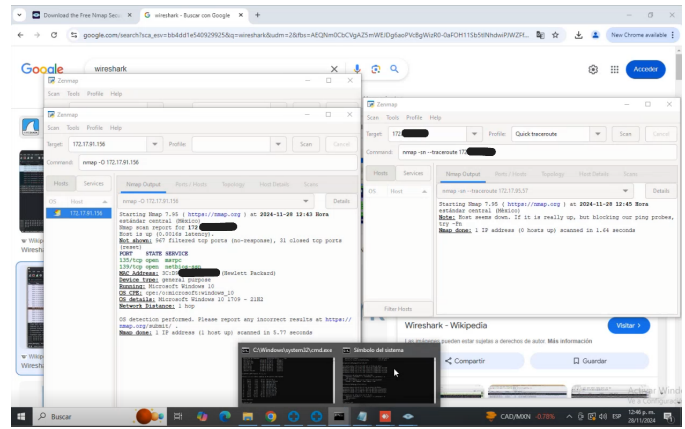 Download the Free Nmap Secu
wireshark - Buscar con Google
google.com/search?sca_esv=bb4dd1e540929925&q=wireshark&udm=2&fbs=
New Chrome available
Google
wireshark
Acceder
Zenmap
Scan Tools Profile Help
Zenmap
Scan Tools Profile Help
Target: 172.17.91.156 Profile: Scan Cancel
Command: nmap -O 172.17.91.156
Hosts Services
Nmap Output Ports / Hosts Topology Host Details Scans
OS Host
nmap -O 172.17.91.156 Details
172.17.91.156
Starting Nmap 7.95 ( https://nmap.org ) at 2024-11-28 12:43 Hora
estándar central (México)
Nmap scan report for 172
Host is up (0.0016s latency).
Not shown: 967 filtered tcp ports (no-response), 31 closed tcp ports
(reset)
PORT STATE SERVICE
135/tcp open msrpc
139/tcp open netbios-ssn
MAC Address: 3C:D9 (Hewlett Packard)
Device type: general purpose
Running: Microsoft Windows 10
OS CPE: cpe:/o:microsoft:windows_10
OS details: Microsoft Windows 10 1709 - 21H2
Network Distance: 1 hop
OS detection performed. Please report any incorrect results at https://
nmap.org/submit/ .
Nmap done: 1 IP address (1 host up) scanned in 5.77 seconds
Zenmap
Scan Tools Profile Help
Target: 172 Profile: Quick traceroute Scan Cancel
Command: nmap -sn --traceroute 172
Hosts Services
Nmap Output Ports / Hosts Topology Host Details Scans
OS Host
nmap -sn --traceroute 172.17.95.57 Details
Starting Nmap 7.95 ( https://nmap.org ) at 2024-11-28 12:45 Hora
estándar central (México)
Note: Host seems down. If it is really up, but blocking our ping probes,
try -Pn
Nmap done: 1 IP address (0 hosts up) scanned in 1.64 seconds
Filter Hosts
Wikip
Wiresh
Wikip
Wiresh
Wireshark - Wikipedia
Visitar
Las imágenes pueden estar sujetas a derechos de autor. Más información
Compartir
Guardar
C:\Windows\system32\cmd.exe
Símbolo del sistema
Activar Wind
Ve a Configura
Buscar
CAD/MXN -0.70%
ESP
12:46 p. m.
28/11/2024